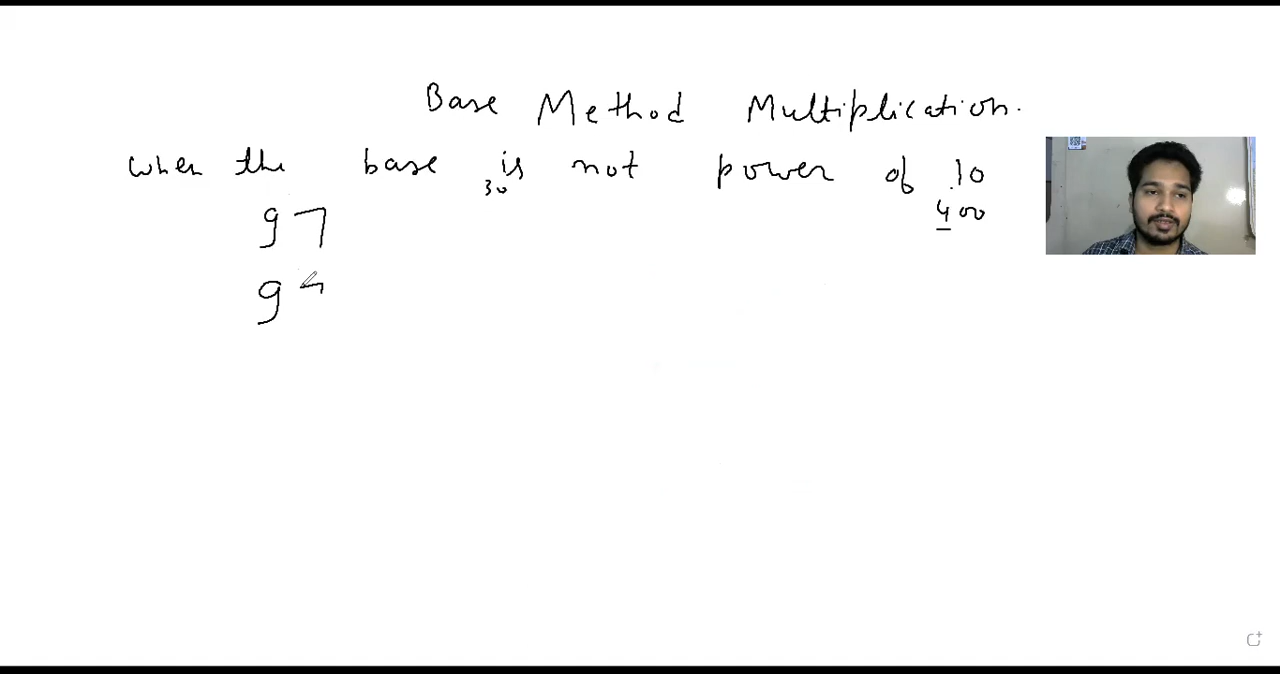 Base Method Multiplication.
when the base is not power of 10
30
400
97
94